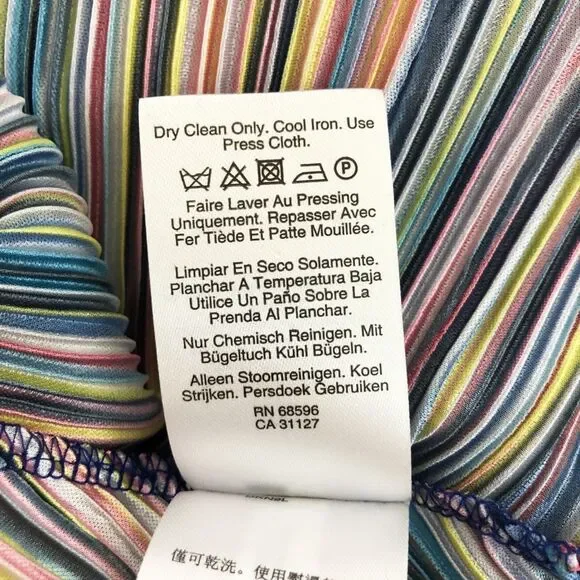 Dry Clean Only. Cool Iron. Use
Press Cloth.
P
Faire Laver Au Pressing
Uniquement. Repasser Avec
Fer Tiède Et Patte Mouillée.
Limpiar En Seco Solamente.
Planchar A Temperatura Baja
Utilice Un Paño Sobre La
Prenda Al Planchar.
Nur Chemisch Reinigen. Mit
Bügeltuch Kühl Bügeln.
Alleen Stoomreinigen. Koel
Strijken. Persdoek Gebruiken
RN 68596
CA 31127
僅可乾洗。使用